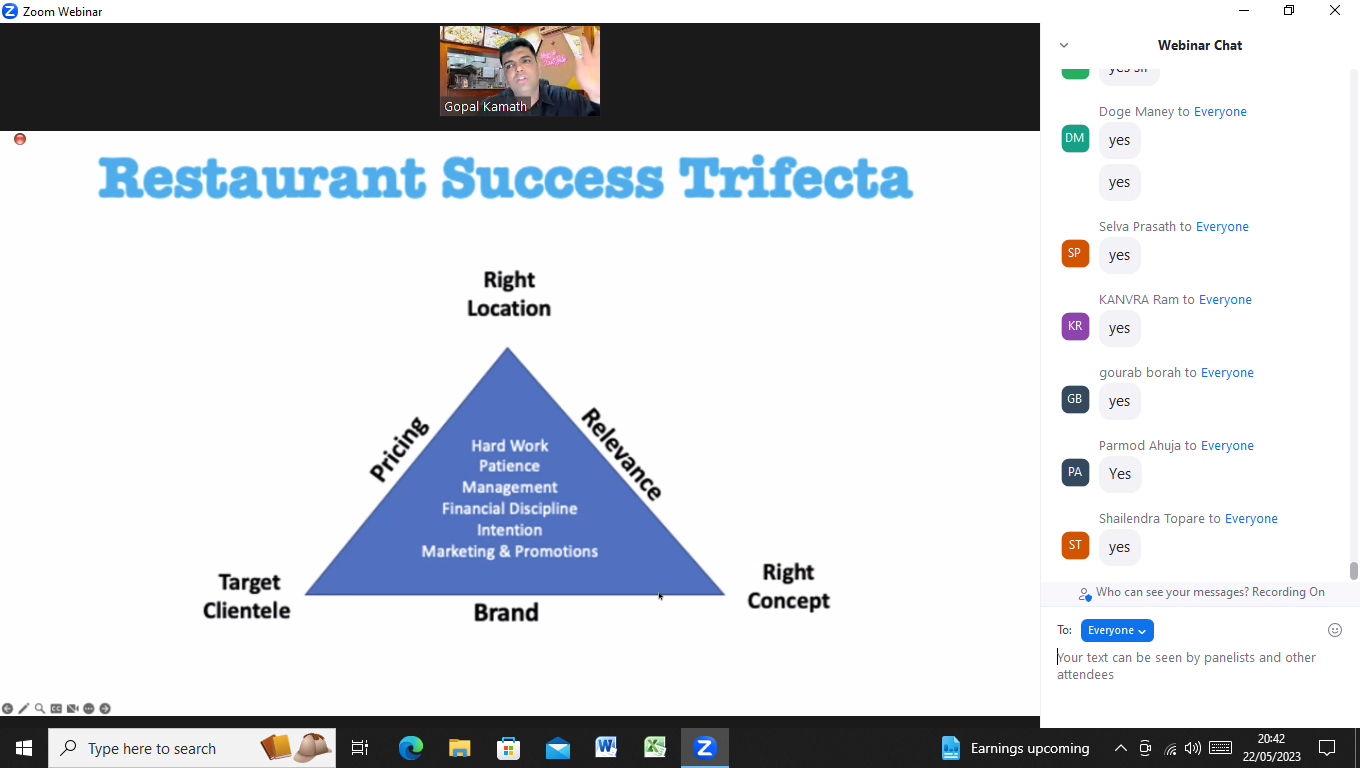 Zoom Webinar
Gopal Kamath
Restaurant Success Trifecta
Right
Location
Pricing
Relevance
Hard Work
Patience
Management
Financial Discipline
Intention
Marketing & Promotions
Target
Clientele
Brand
Right
Concept
Webinar Chat
yes sir
Doge Maney to Everyone
DM
yes
yes
Selva Prasath to Everyone
SP
yes
KANVRA Ram to Everyone
KR
yes
gourab borah to Everyone
GB
yes
Parmod Ahuja to Everyone
PA
Yes
Shailendra Topare to Everyone
ST
yes
Who can see your messages? Recording On
To: Everyone
Your text can be seen by panelists and other
attendees
Type here to search
Earnings upcoming
20:42
22/05/2023